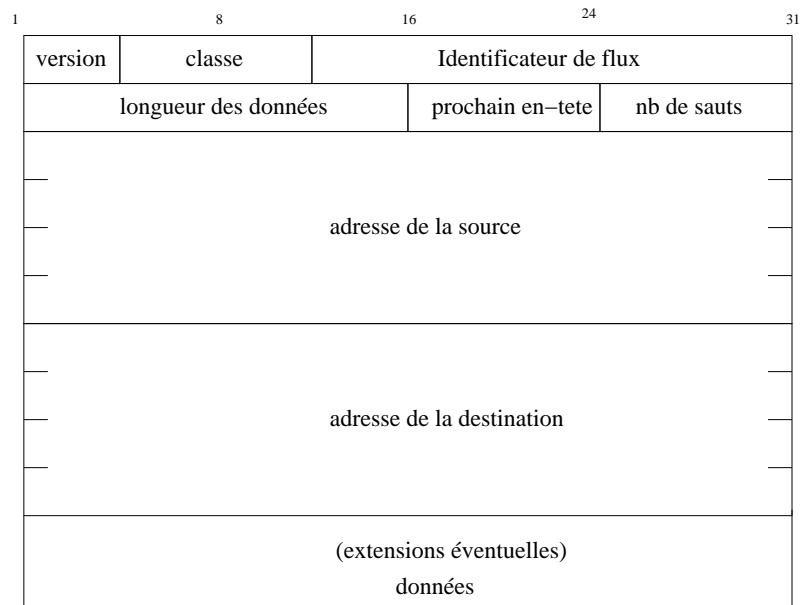 1 8 16 24 31
version classe Identificateur de flux
longueur des données prochain en−tete nb de sauts
adresse de la source
adresse de la destination
(extensions éventuelles)
données